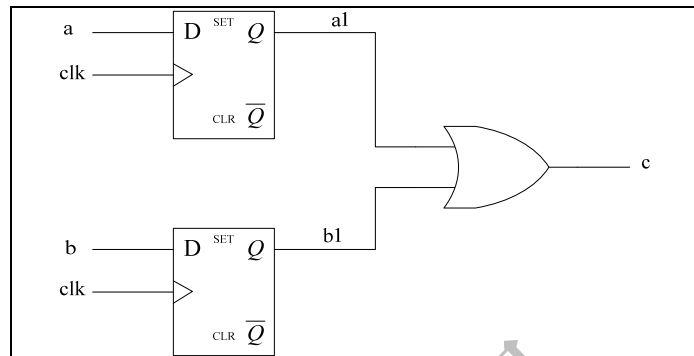 a
D SET Q
a1
clk
CLR Q̅
c
b
D SET Q
b1
clk
CLR Q̅